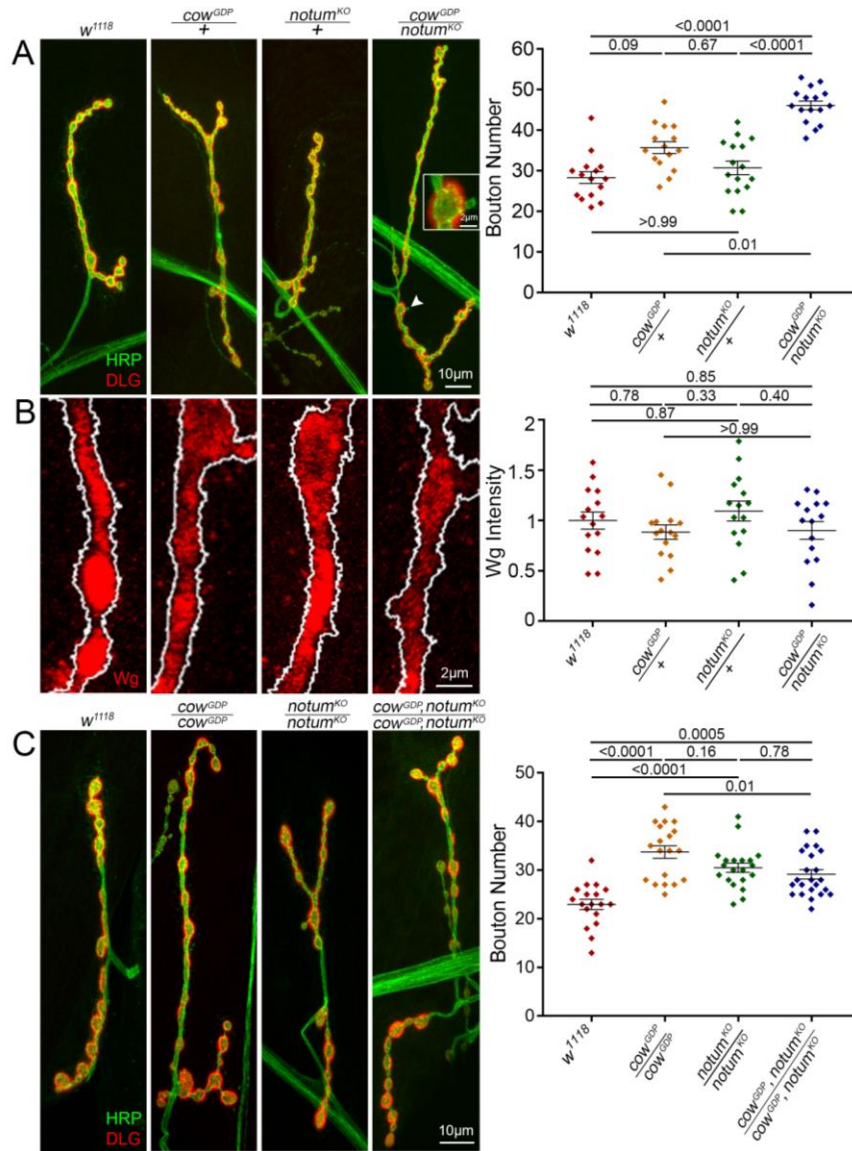 A
w1118
cowGDP
+
notumKO
+
cowGDP
notumKO
2µm
HRP
DLG
10µm
<0.0001
0.09 0.67 <0.0001
60
50
40
30
20
10
0
Bouton Number
>0.99
0.01
w1118
cowGDP
+
notumKO
+
cowGDP
notumKO
B
Wg
2µm
0.85
0.78 0.33 0.40
0.87
>0.99
2
1.5
1
0.5
0
Wg Intensity
w1118
cowGDP
+
notumKO
+
cowGDP
notumKO
C
w1118
cowGDP
cowGDP
notumKO
notumKO
cowGDP, notumKO
cowGDP, notumKO
HRP
DLG
10µm
0.0005
<0.0001 0.16 0.78
<0.0001
0.01
50
40
30
20
10
0
Bouton Number
w1118
cowGDP
cowGDP
notumKO
notumKO
cowGDP, notumKO
cowGDP, notumKO